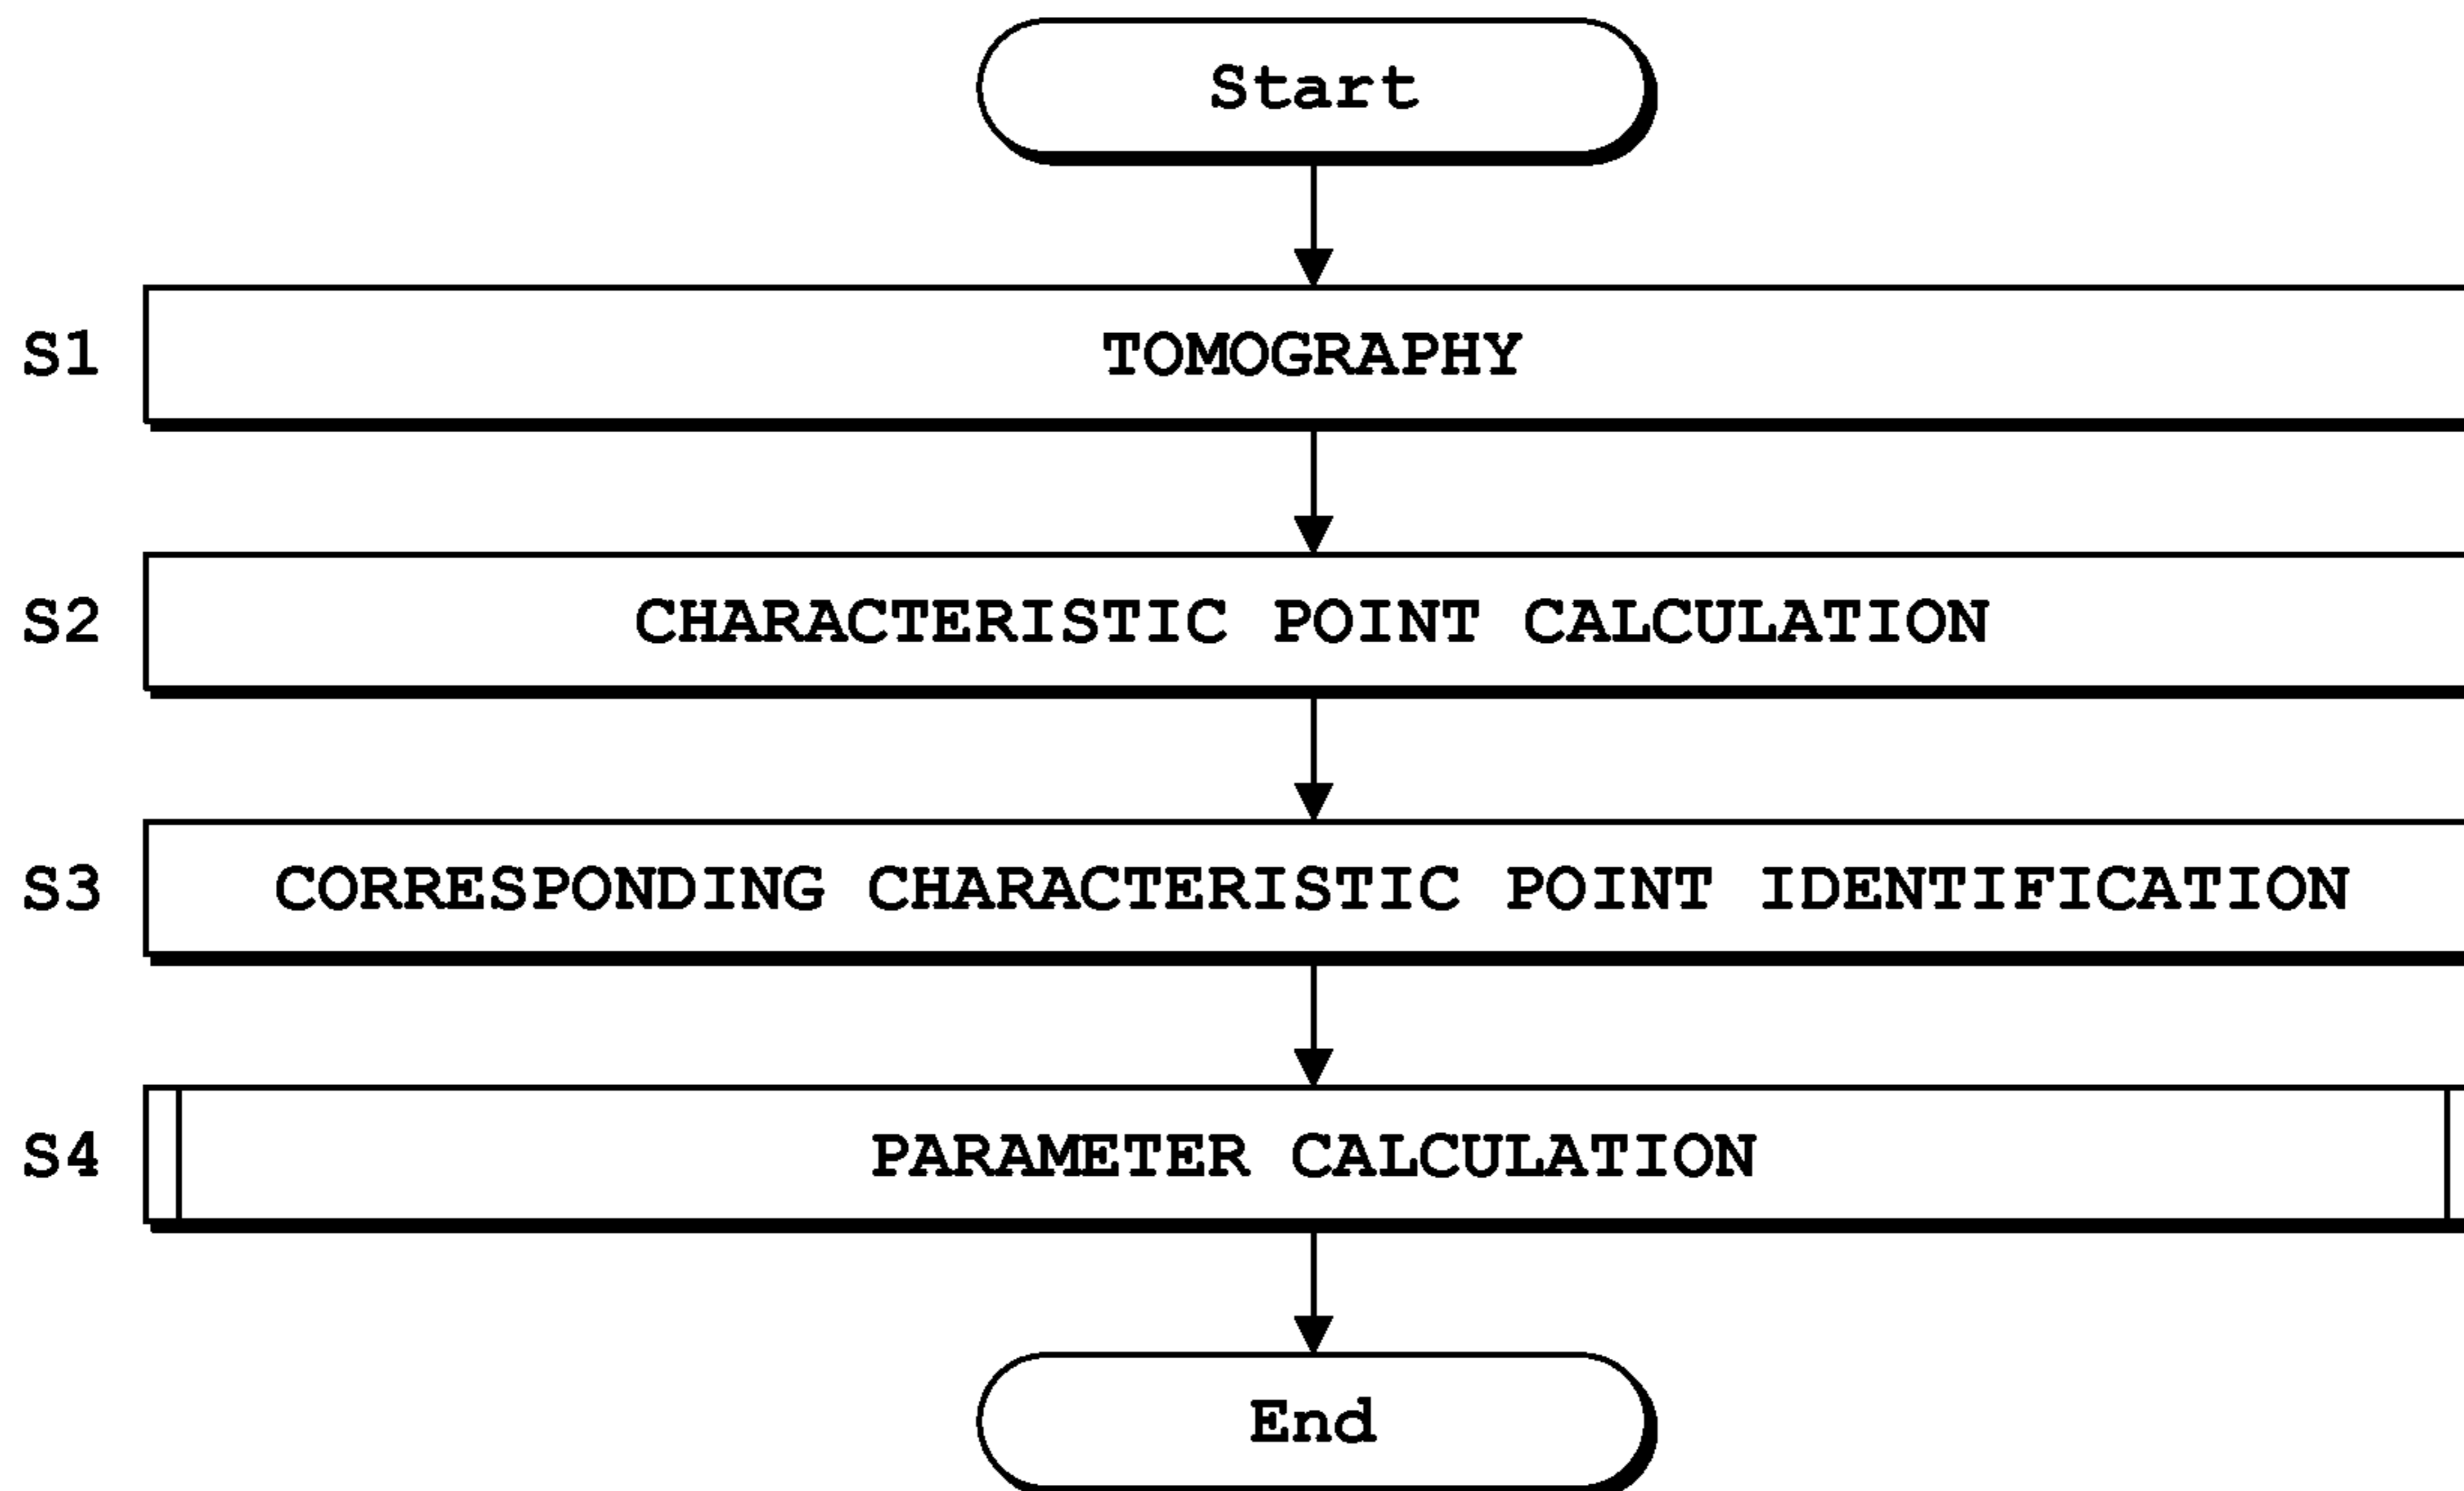 Start
S1 TOMOGRAPHY
S2 CHARACTERISTIC POINT CALCULATION
S3 CORRESPONDING CHARACTERISTIC POINT IDENTIFICATION
S4 PARAMETER CALCULATION
End